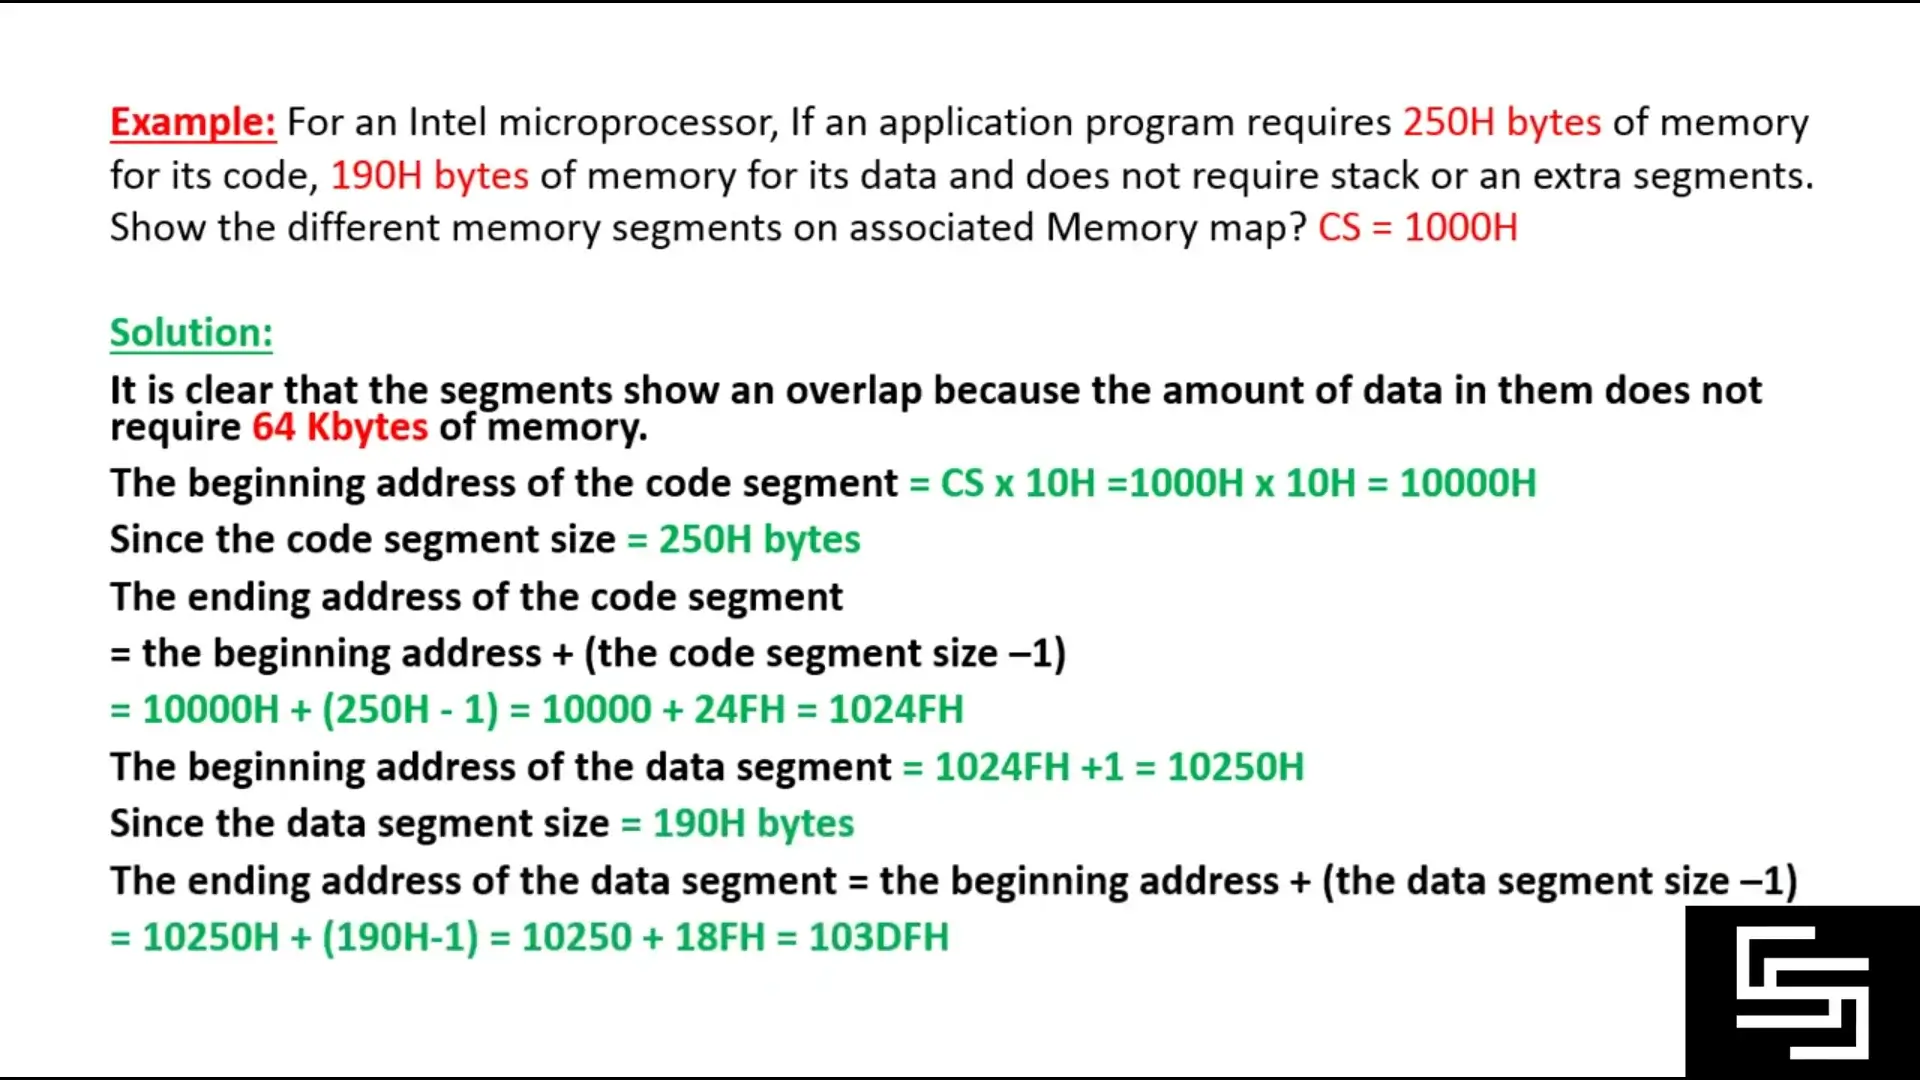 Example: For an Intel microprocessor, If an application program requires 250H bytes of memory
for its code, 190H bytes of memory for its data and does not require stack or an extra segments.
Show the different memory segments on associated Memory map? CS = 1000H
Solution:
It is clear that the segments show an overlap because the amount of data in them does not
require 64 Kbytes of memory.
The beginning address of the code segment = CS x 10H =1000H x 10H = 10000H
Since the code segment size = 250H bytes
The ending address of the code segment
= the beginning address + (the code segment size –1)
= 10000H + (250H - 1) = 10000 + 24FH = 1024FH
The beginning address of the data segment = 1024FH +1 = 10250H
Since the data segment size = 190H bytes
The ending address of the data segment = the beginning address + (the data segment size –1)
= 10250H + (190H-1) = 10250 + 18FH = 103DFH